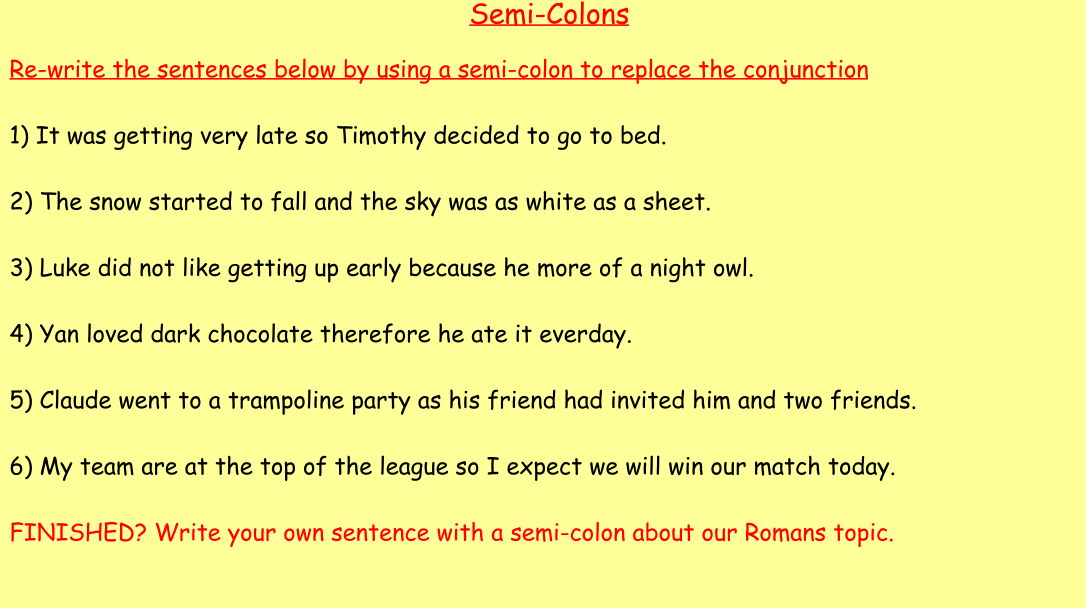 Semi-Colons
Re-write the sentences below by using a semi-colon to replace the conjunction
1) It was getting very late so Timothy decided to go to bed.
2) The snow started to fall and the sky was as white as a sheet.
3) Luke did not like getting up early because he more of a night owl.
4) Yan loved dark chocolate therefore he ate it everday.
5) Claude went to a trampoline party as his friend had invited him and two friends.
6) My team are at the top of the league so I expect we will win our match today.
FINISHED? Write your own sentence with a semi-colon about our Romans topic.